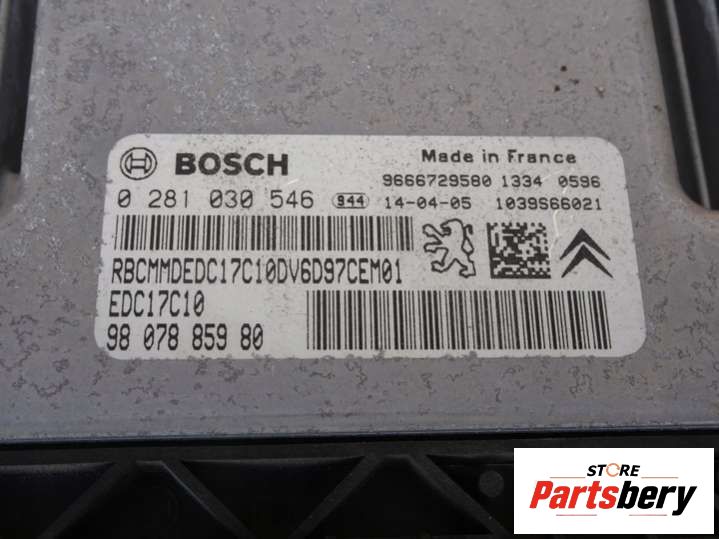 BOSCH
Made in France
9666729580 1334 0596
0 281 030 546 944 14-04-05 1039S66021
RBCMMDEDC17C10DV6D97CEM01
EDC17C10
98 078 859 80
STORE
Partsbery